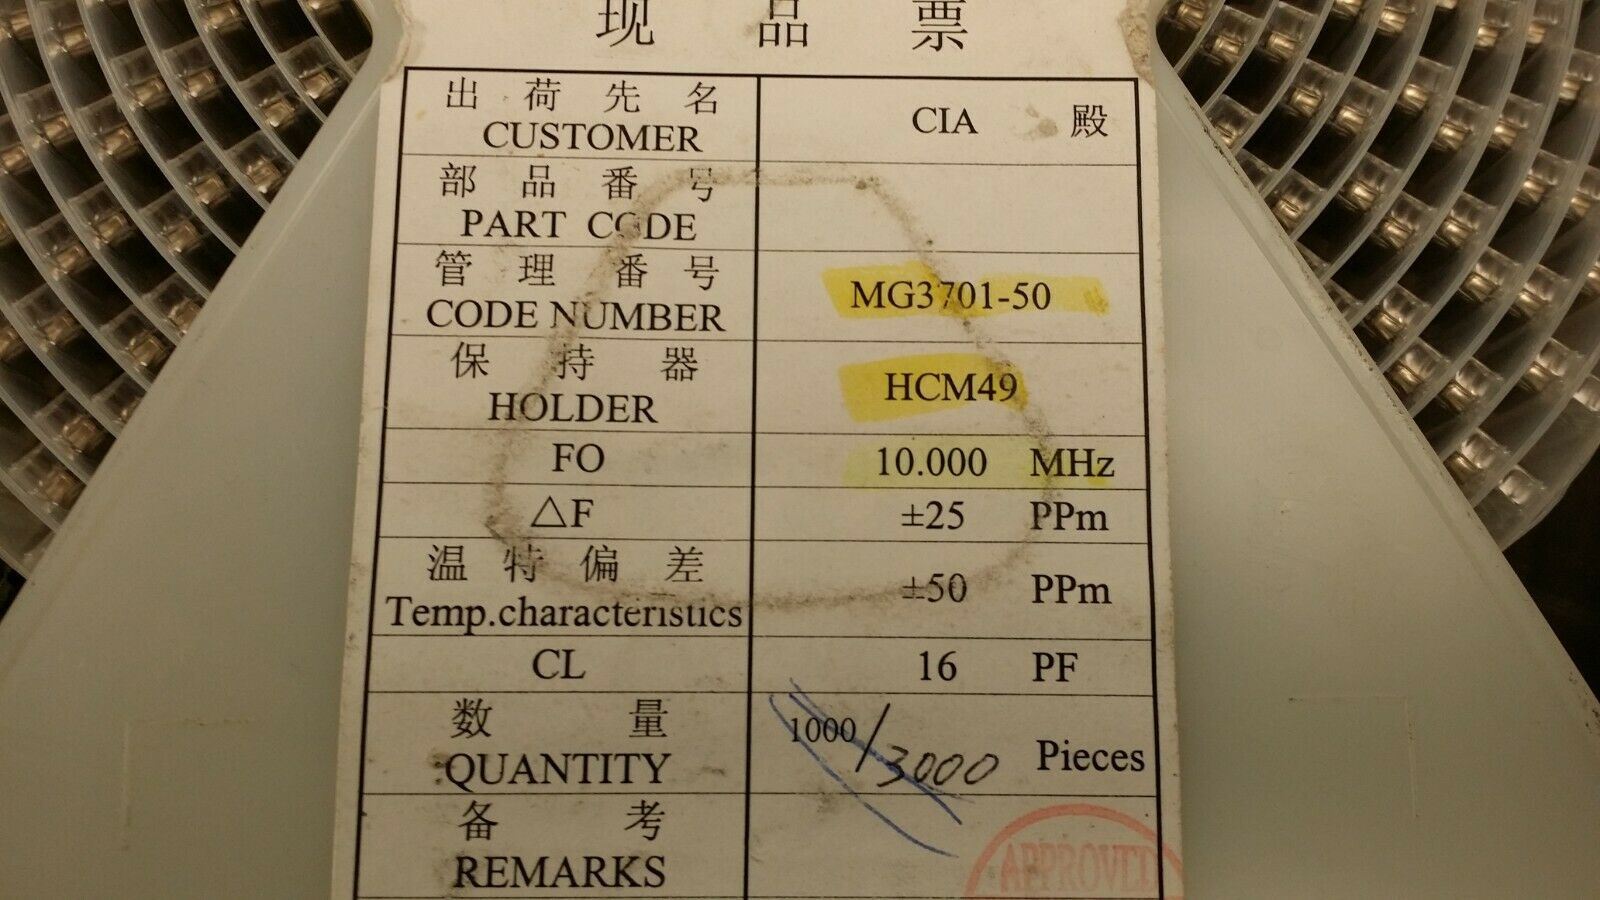 现 品 票
出 荷 先 名
CUSTOMER
CIA 殿
部 品 番 号
PART CODE
管 理 番 号
CODE NUMBER
MG3701-50
保 持 器
HOLDER
HCM49
FO
10.000 MHz
△F
±25 PPm
温 特 偏 差
Temp.characteristics
±50 PPm
CL
16 PF
数 量
QUANTITY
1000/3000 Pieces
备 考
REMARKS
APPROVED